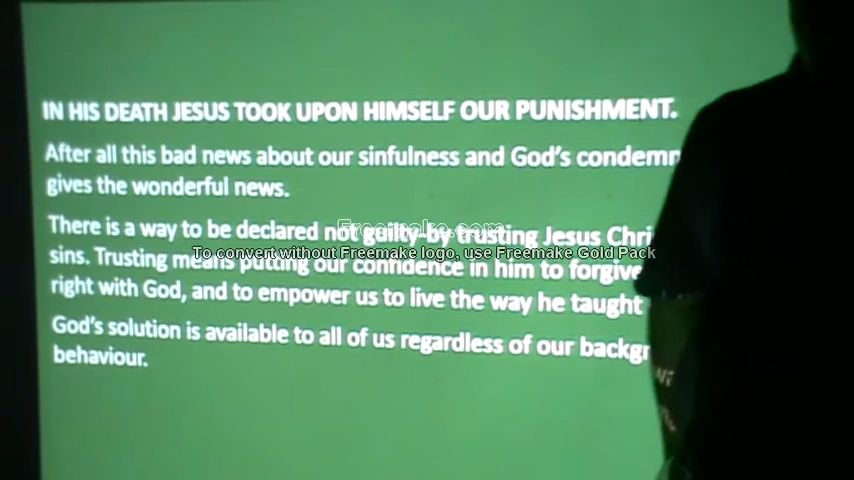 IN HIS DEATH JESUS TOOK UPON HIMSELF OUR PUNISHMENT.
After all this bad news about our sinfulness and God's condemn
gives the wonderful news.
There is a way to be declared not guilty-by trusting Jesus Chri
Freemake.com
To convert without Freemake logo, use Freemake Gold Pack
sins. Trusting means putting our confidence in him to forgive
right with God, and to empower us to live the way he taught
God's solution is available to all of us regardless of our backgr
behaviour.